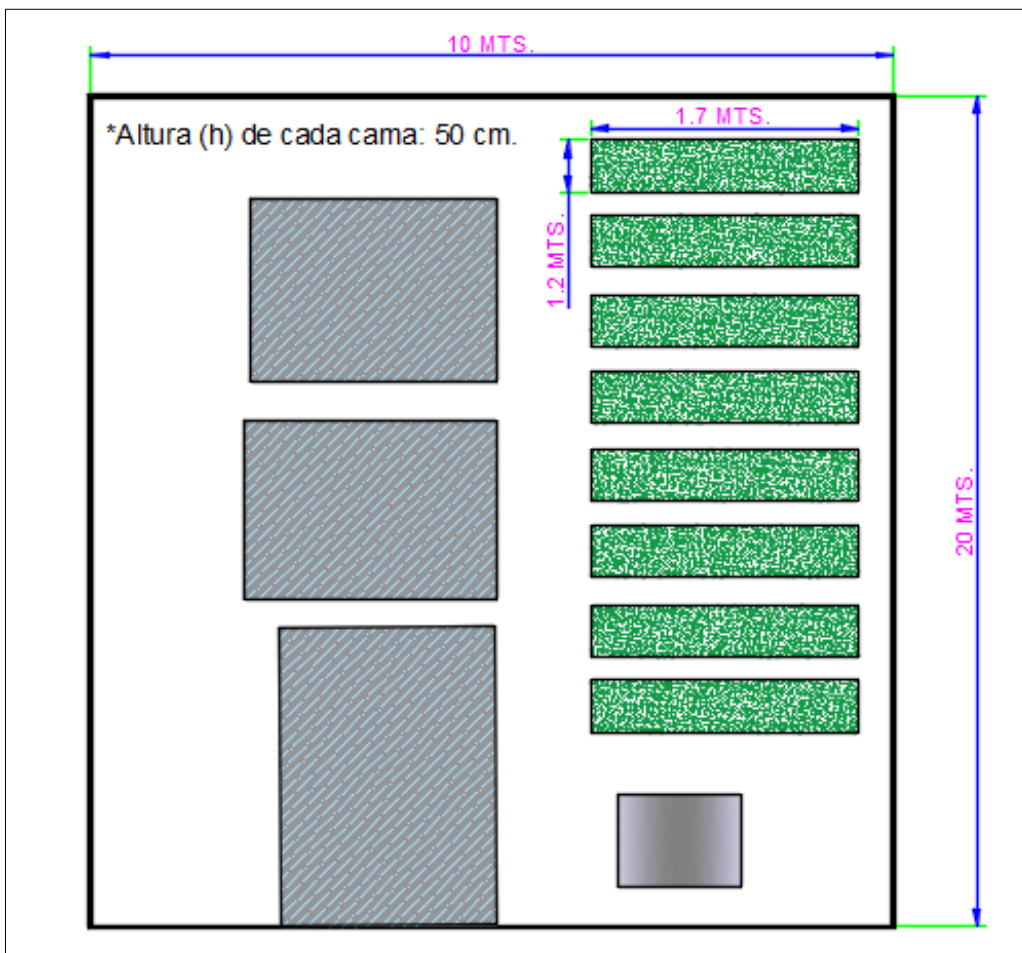 10 MTS.
*Altura (h) de cada cama: 50 cm.
1.7 MTS.
1.2 MTS.
20 MTS.